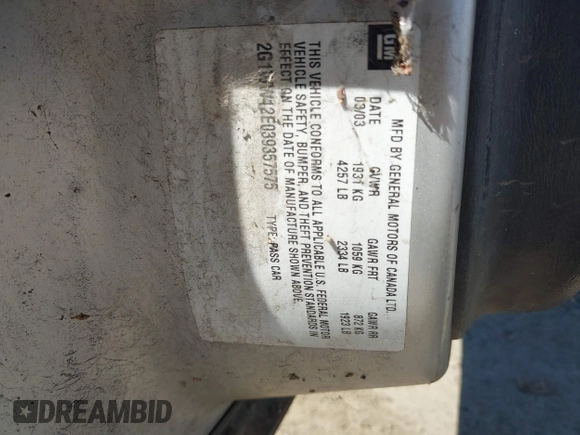 GM
MFD BY GENERAL MOTORS OF CANADA LTD.
DATE GVWR GAWR FRT GAWR RR
03/03 1931 KG 1059 KG 872 KG
4257 LB 2334 LB 1923 LB
THIS VEHICLE CONFORMS TO ALL APPLICABLE U.S. FEDERAL MOTOR
VEHICLE SAFETY, BUMPER, AND THEFT PREVENTION STANDARDS IN
EFFECT ON THE DATE OF MANUFACTURE SHOWN ABOVE.
TYPE: PASS CAR
DREAMBID